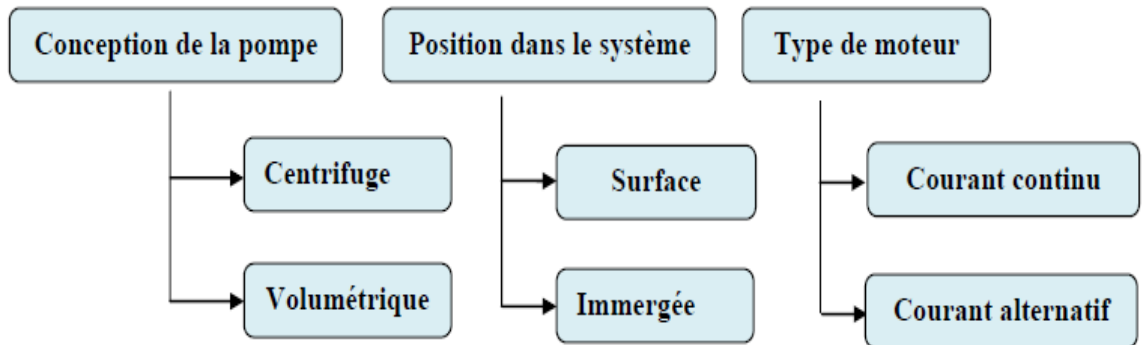 Conception de la pompe
Position dans le système
Type de moteur
Centrifuge
Surface
Courant continu
Volumétrique
Immergée
Courant alternatif